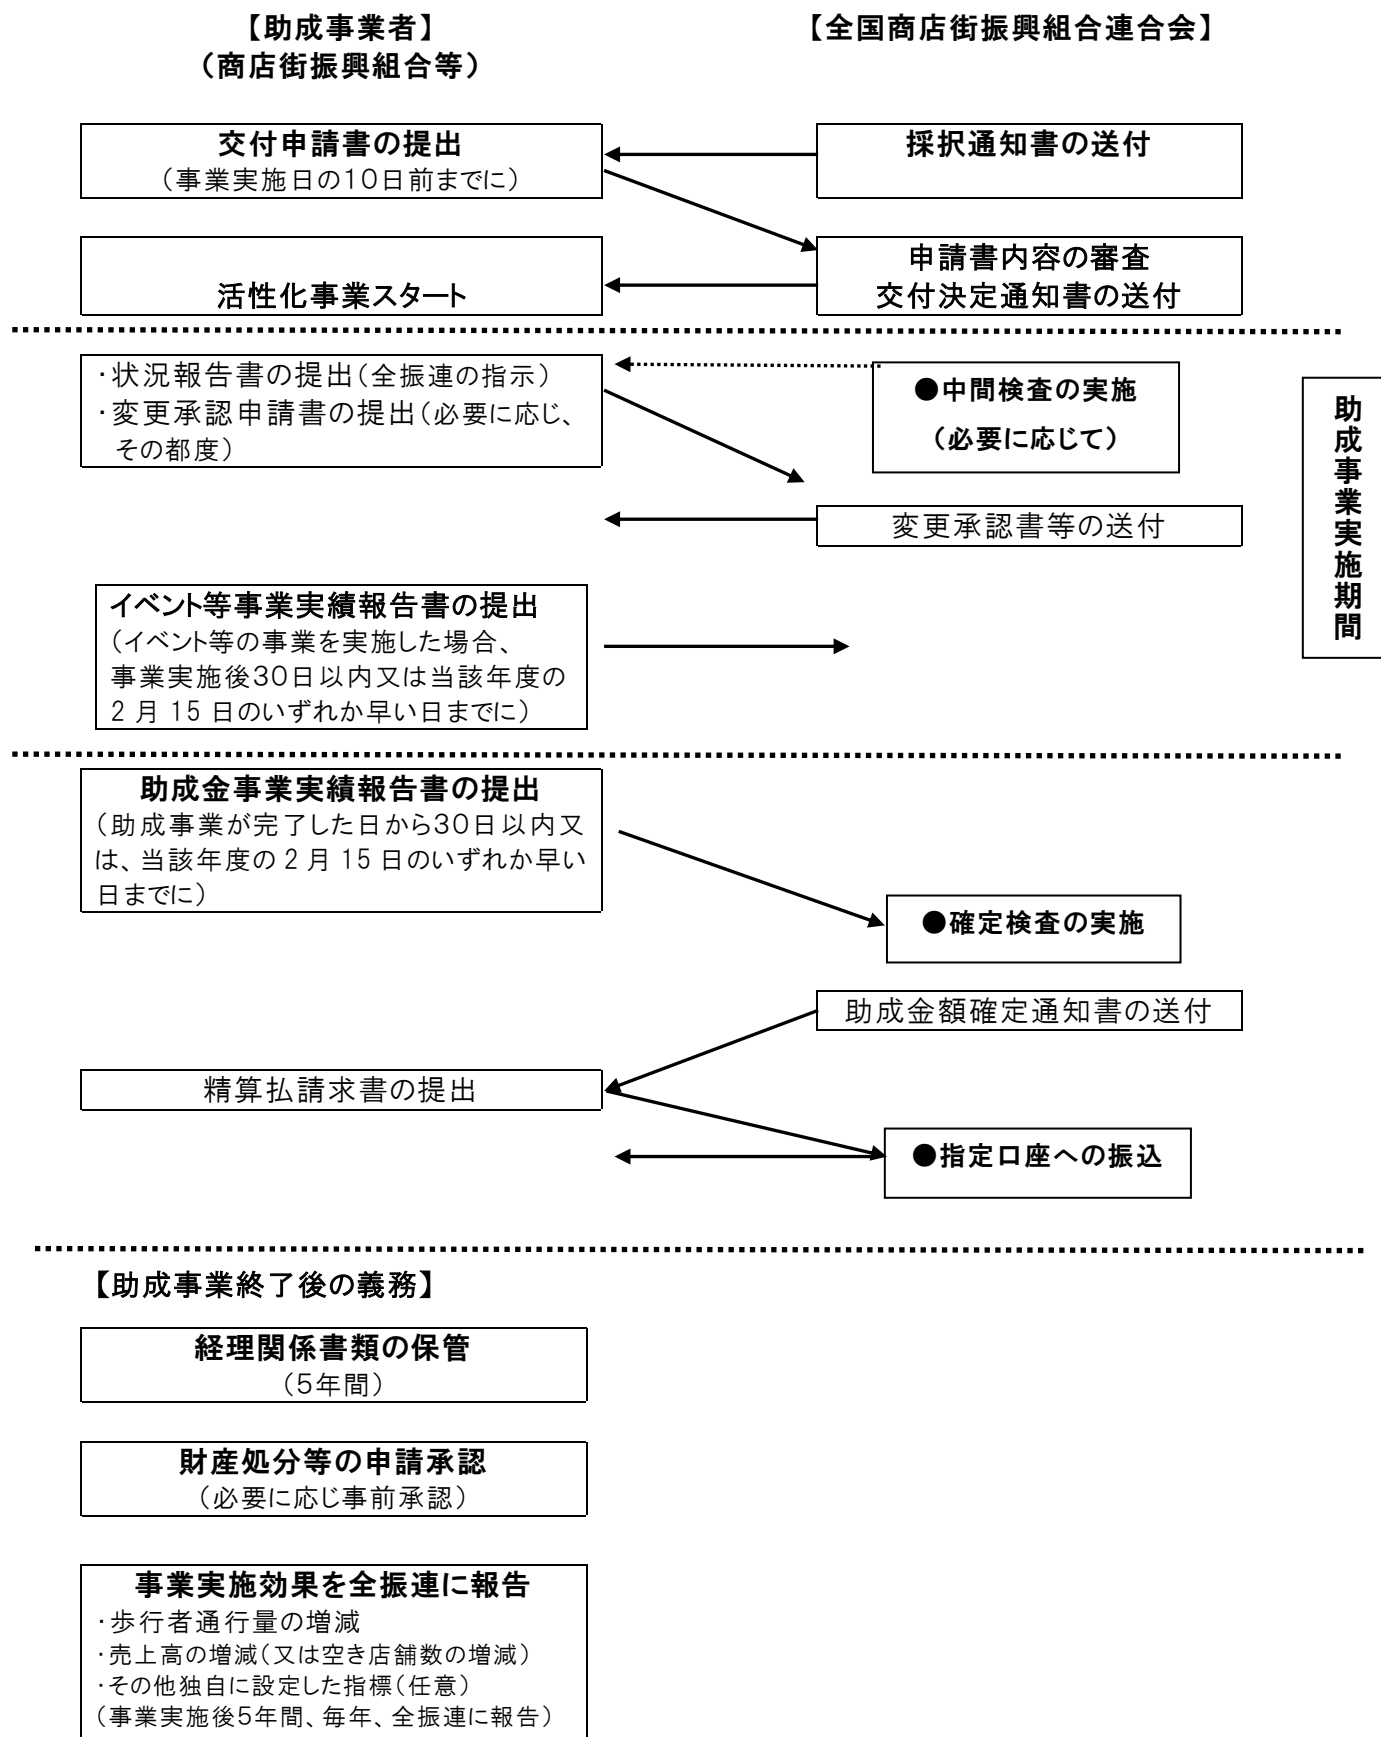 【助成事業者】
（商店街振興組合等）
【全国商店街振興組合連合会】
交付申請書の提出
（事業実施日の１０日前までに）
採択通知書の送付
活性化事業スタート
申請書内容の審査
交付決定通知書の送付
・状況報告書の提出（全振連の指示）
・変更承認申請書の提出（必要に応じ、
その都度）
●中間検査の実施
（必要に応じて）
助成事業実施期間
変更承認書等の送付
イベント等事業実績報告書の提出
（イベント等の事業を実施した場合、
事業実施後３０日以内又は当該年度の
2 月 15 日のいずれか早い日までに）
助成金事業実績報告書の提出
（助成事業が完了した日から３０日以内又
は、当該年度の 2 月 15 日のいずれか早い
日までに）
●確定検査の実施
助成金額確定通知書の送付
精算払請求書の提出
●指定口座への振込
【助成事業終了後の義務】
経理関係書類の保管
（５年間）
財産処分等の申請承認
（必要に応じ事前承認）
事業実施効果を全振連に報告
・歩行者通行量の増減
・売上高の増減（又は空き店舗数の増減）
・その他独自に設定した指標（任意）
（事業実施後５年間、毎年、全振連に報告）